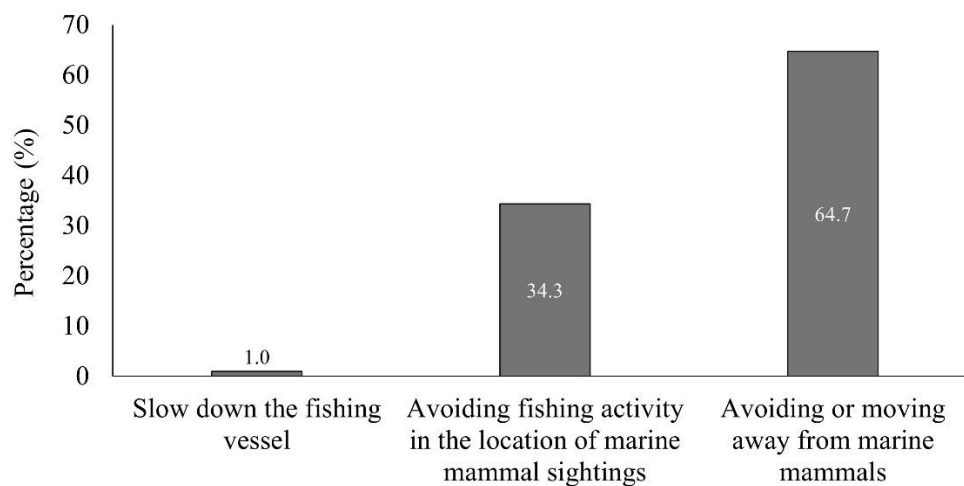 Percentage (%)
70
60
50
40
30
20
10
0
1.0
34.3
64.7
Slow down the fishing
vessel
Avoiding fishing activity
in the location of marine
mammal sightings
Avoiding or moving
away from marine
mammals